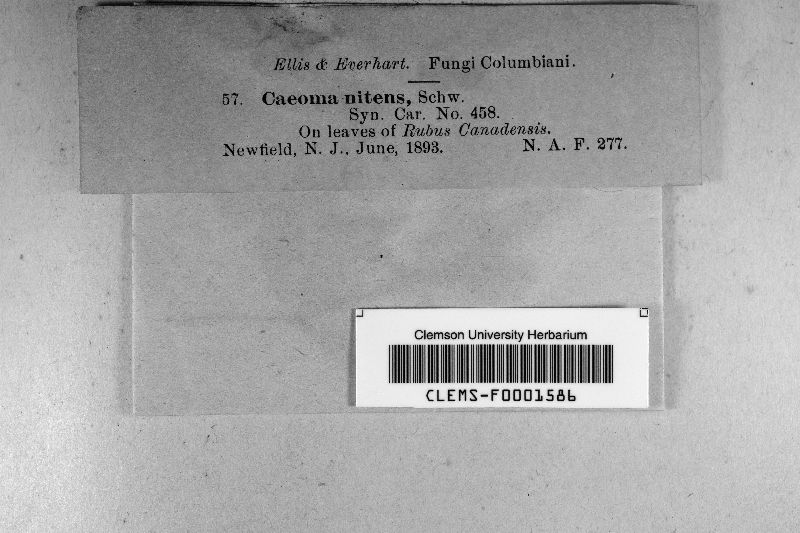 Ellis & Everhart. Fungi Columbiani.
57. Caeoma nitens, Schw.
Syn. Car. No. 458.
On leaves of Rubus Canadensis.
Newfield, N. J., June, 1893. N. A. F. 277.
Clemson University Herbarium
CLEMS-F0001586